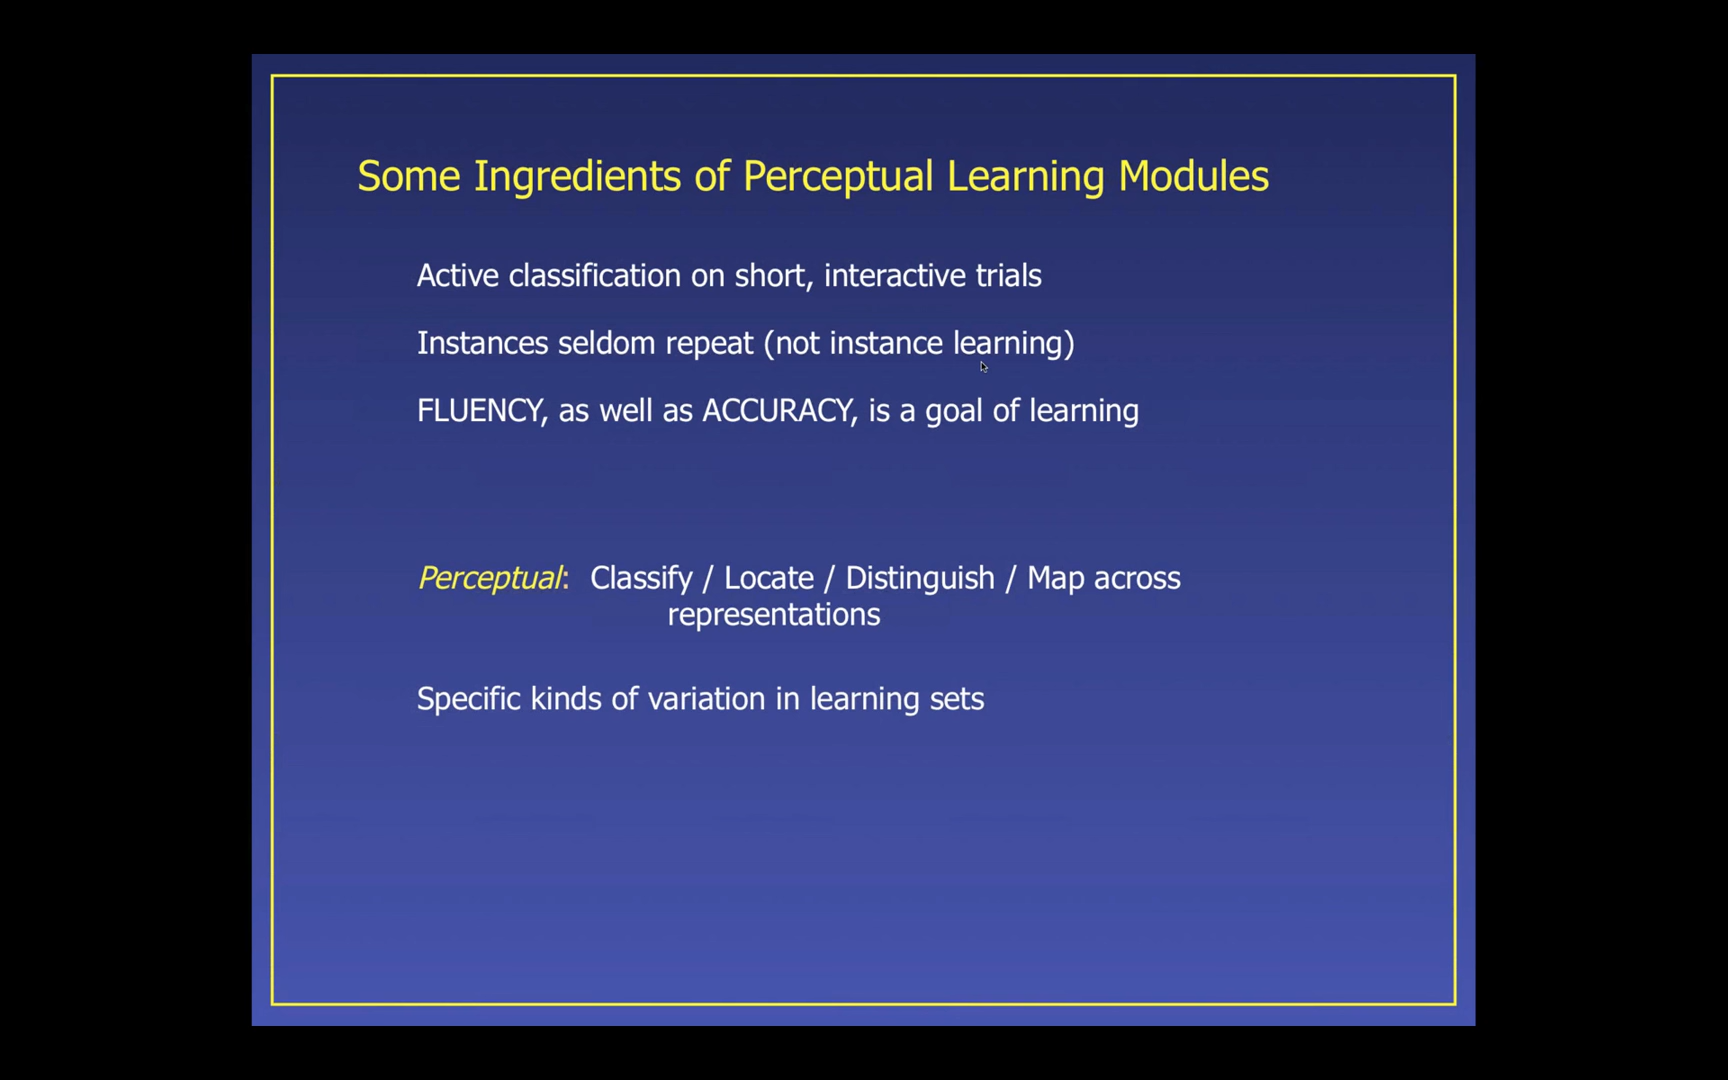 Some Ingredients of Perceptual Learning Modules
Active classification on short, interactive trials
Instances seldom repeat (not instance learning)
FLUENCY, as well as ACCURACY, is a goal of learning
Perceptual: Classify / Locate / Distinguish / Map across
representations
Specific kinds of variation in learning sets